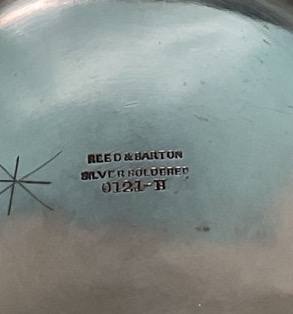 REED & BARTON
SILVER SOLDERED
0121-H